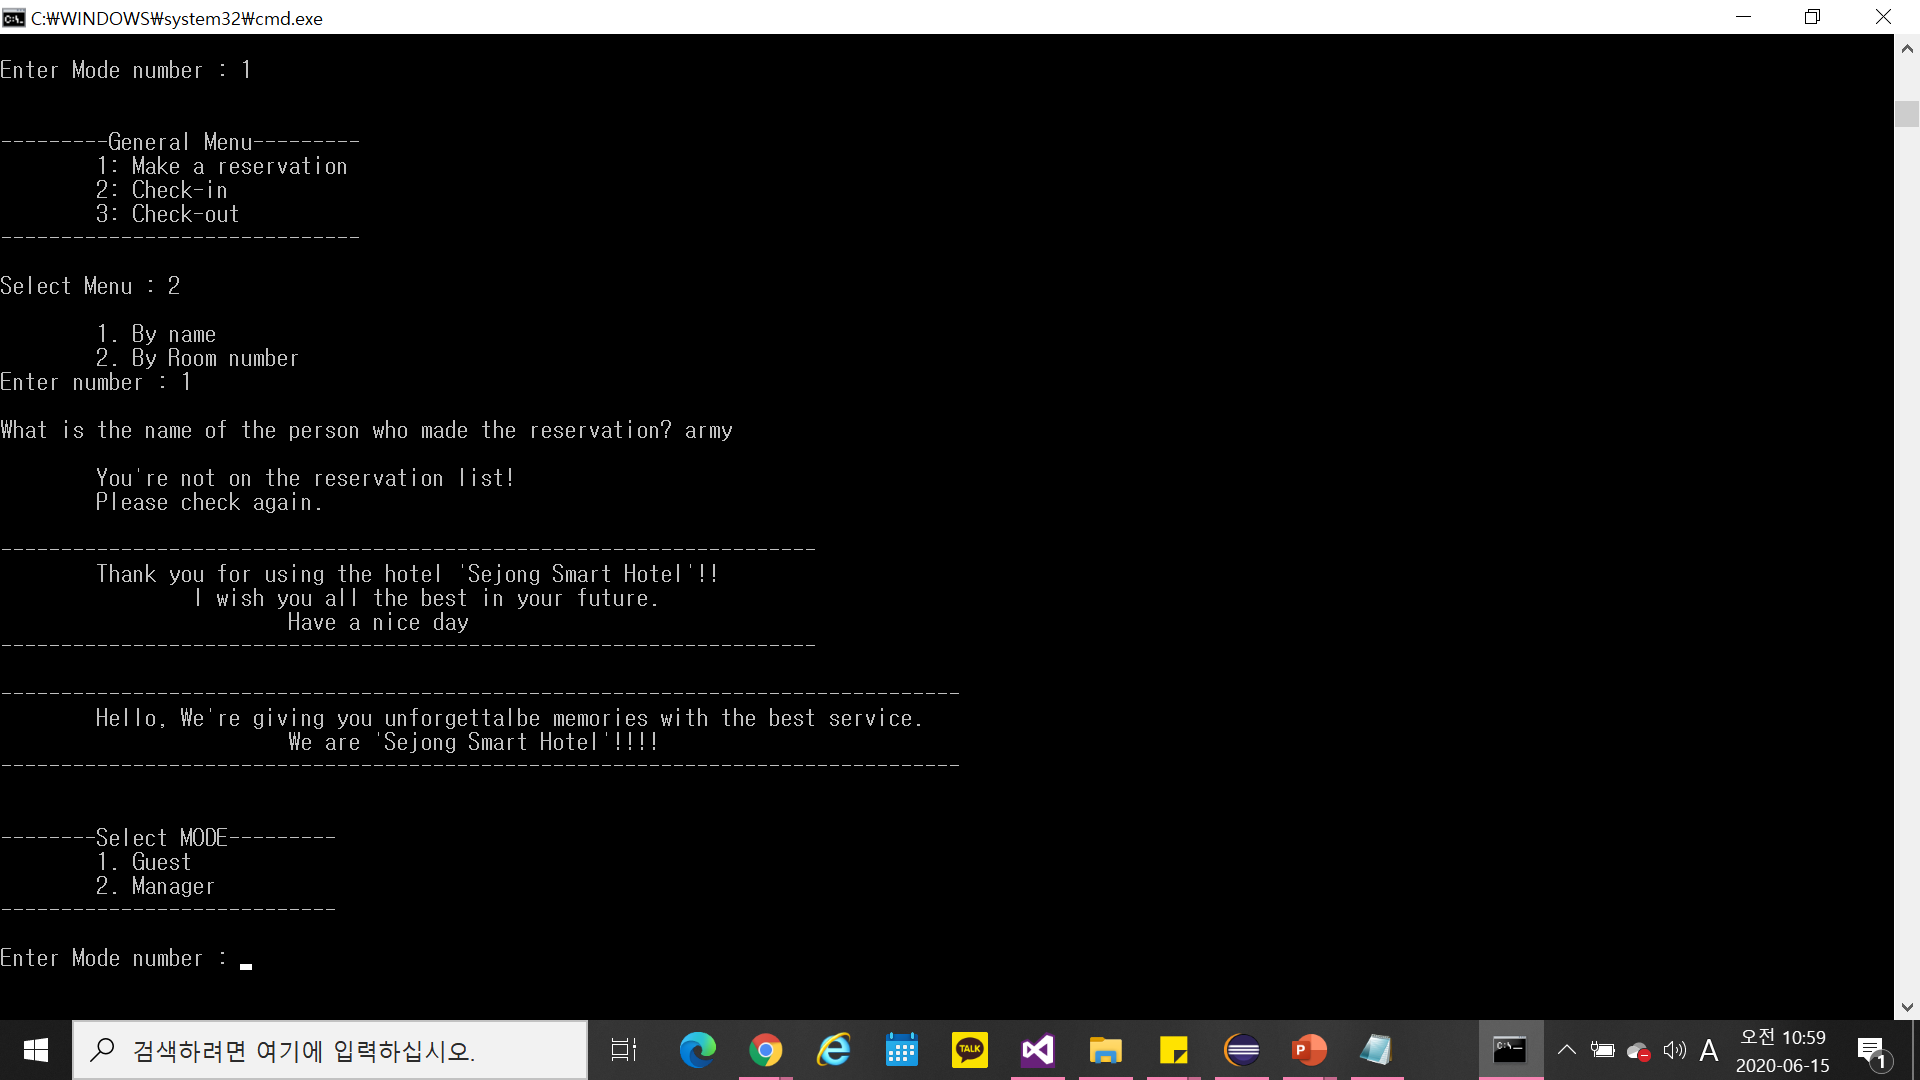 C:₩WINDOWS₩system32₩cmd.exe
Enter Mode number : 1
---------General Menu---------
1: Make a reservation
2: Check-in
3: Check-out
------------------------------
Select Menu : 2
1. By name
2. By Room number
Enter number : 1
What is the name of the person who made the reservation? army
You're not on the reservation list!
Please check again.
--------------------------------------------------------------------
Thank you for using the hotel 'Sejong Smart Hotel'!!
I wish you all the best in your future.
Have a nice day
--------------------------------------------------------------------
--------------------------------------------------------------------------------
Hello, We're giving you unforgettalbe memories with the best service.
We are 'Sejong Smart Hotel'!!!!
--------------------------------------------------------------------------------
--------Select MODE---------
1. Guest
2. Manager
----------------------------
Enter Mode number :
검색하려면 여기에 입력하십시오.
TALK
A
오전 10:59
2020-06-15
1